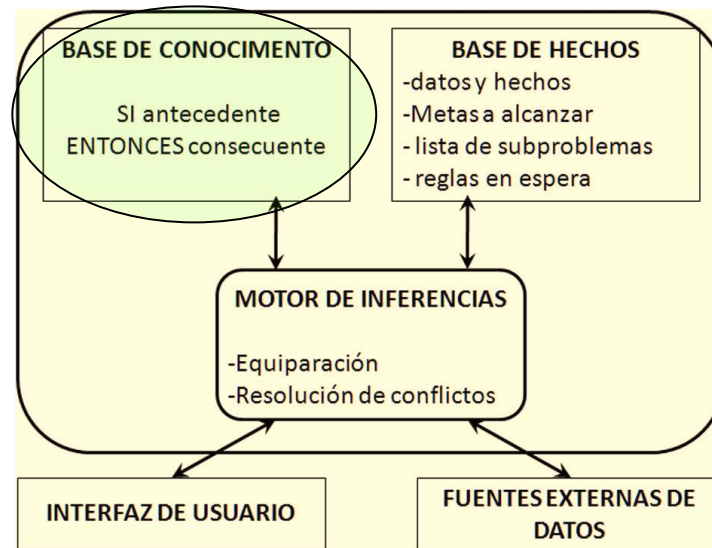 BASE DE CONOCIMENTO
SI antecedente
ENTONCES consecuente
BASE DE HECHOS
-datos y hechos
-Metas a alcanzar
- lista de subproblemas
- reglas en espera
MOTOR DE INFERENCIAS
-Equiparación
-Resolución de conflictos
INTERFAZ DE USUARIO
FUENTES EXTERNAS DE
DATOS